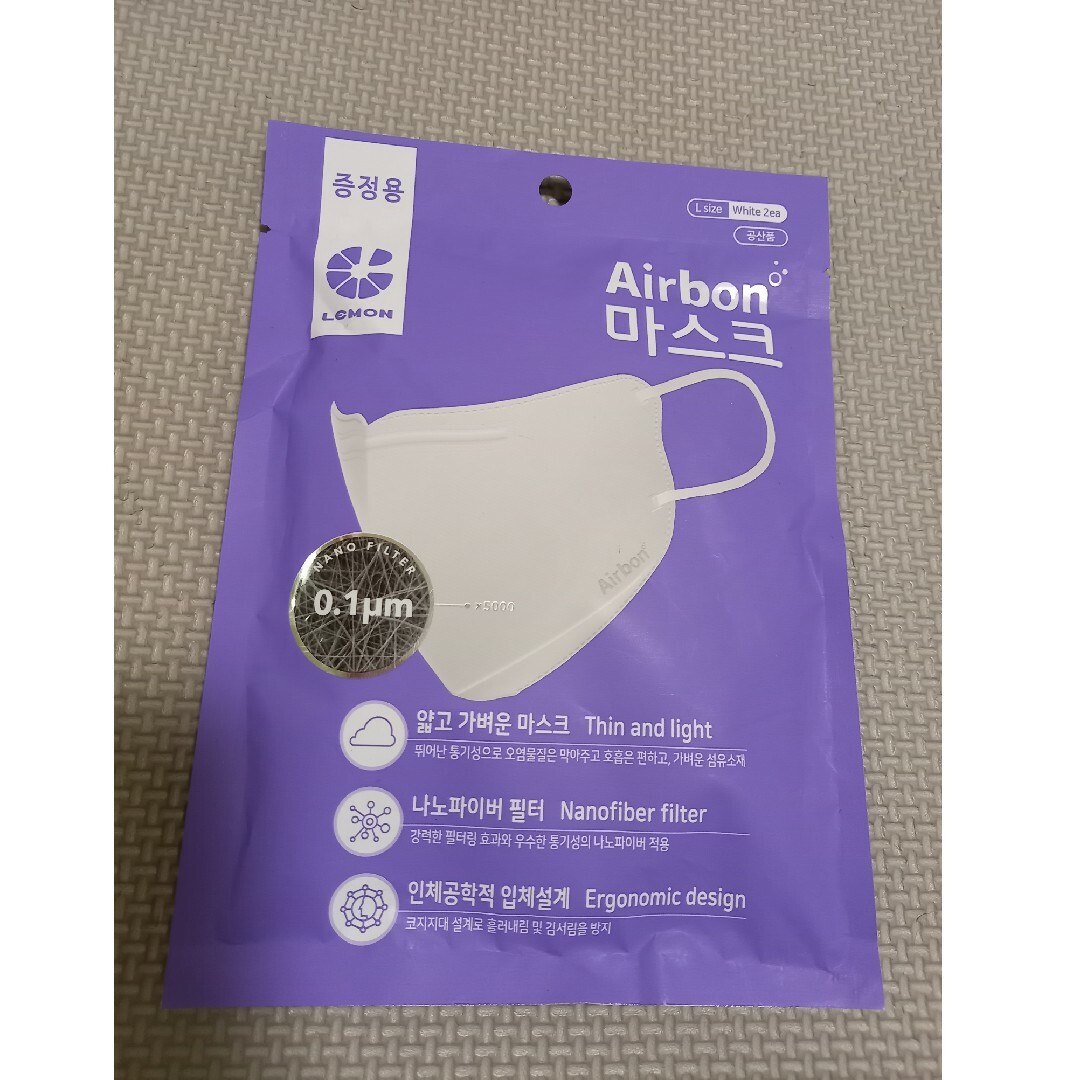 증정용
LEMON
L size White 2ea
공산품
Airbon
마스크
Airbon
NANO FILTER
0.1µm
×5000
얇고 가벼운 마스크 Thin and light
뛰어난 통기성으로 오염물질은 막아주고 호흡은 편하고, 가벼운 섬유소재
나노파이버 필터 Nanofiber filter
강력한 필터링 효과와 우수한 통기성의 나노파이버 적용
인체공학적 입체설계 Ergonomic design
코지지대 설계로 흘러내림 및 김서림을 방지